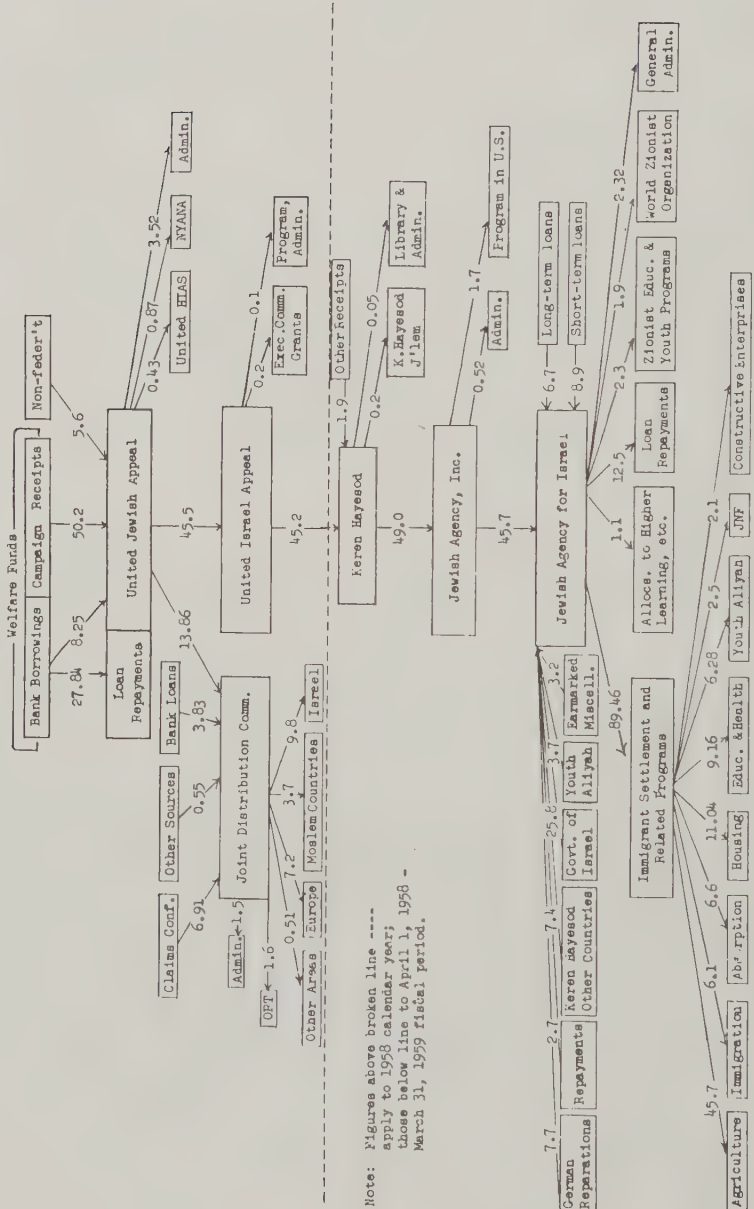 Welfare Funds
Bank Borrowings
Campaign Receipts
Non-feder't
27.84
8.25
50.2
5.6
Loan
Repayments
United Jewish Appeal
0.43
0.87
3.52
United HIAS
NYANA
Admin.
Claims Conf.
Other Sources
Bank Loans
6.91
0.55
3.83
13.86
45.5
Joint Distribution Comm.
United Israel Appeal
0.2
0.1
Exec.Comm.
Grants
Program,
Admin.
Admin.
1.5
ORT
1.6
0.51
7.2
3.7
9.8
Other Areas
Europe
Moslem Countries
Israel
45.2
Note: Figures above broken line ----
apply to 1958 calendar year;
those below line to April 1, 1958 -
March 31, 1959 fiscal period.
1.9
Other Receipts
Keren Hayesod
0.2
0.05
K.Hayesod
J'lem
Library &
Admin.
49.0
Jewish Agency, Inc.
0.52
1.7
Admin.
Program in U.S.
45.7
German
Reparations
Repayments
Keren Hayesod
Other Countries
Govt. of
Israel
Youth
Aliyah
Earmarked
Miscell.
7.7
2.7
7.4
25.8
3.7
3.2
Jewish Agency for Israel
6.7
Long-term loans
8.9
Short-term loans
89.46
1.1
12.5
2.3
1.9
2.32
Allocs. to Higher
Learning, etc.
Loan
Repayments
Zionist Educ. &
Youth Programs
World Zionist
Organization
General
Admin.
Immigrant Settlement and
Related Programs
45.7
6.1
6.6
11.04
9.16
6.28
2.5
2.1
Agriculture
Immigration
Housing
Educ. & Health
Youth Aliyah
JNF
Constructive Enterprises